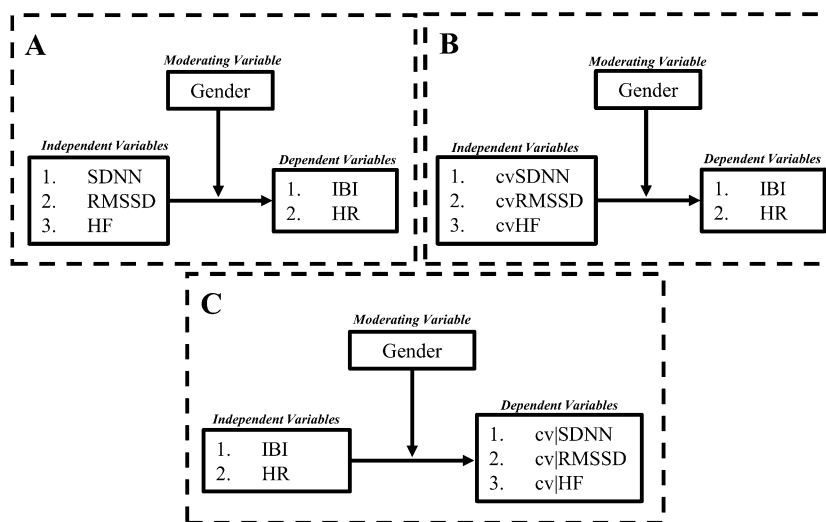 A
Moderating Variable
Gender
Independent Variables
1. SDNN
2. RMSSD
3. HF
Dependent Variables
1. IBI
2. HR
B
Moderating Variable
Gender
Independent Variables
1. cvSDNN
2. cvRMSSD
3. cvHF
Dependent Variables
1. IBI
2. HR
C
Moderating Variable
Gender
Independent Variables
1. IBI
2. HR
Dependent Variables
1. cv|SDNN
2. cv|RMSSD
3. cv|HF